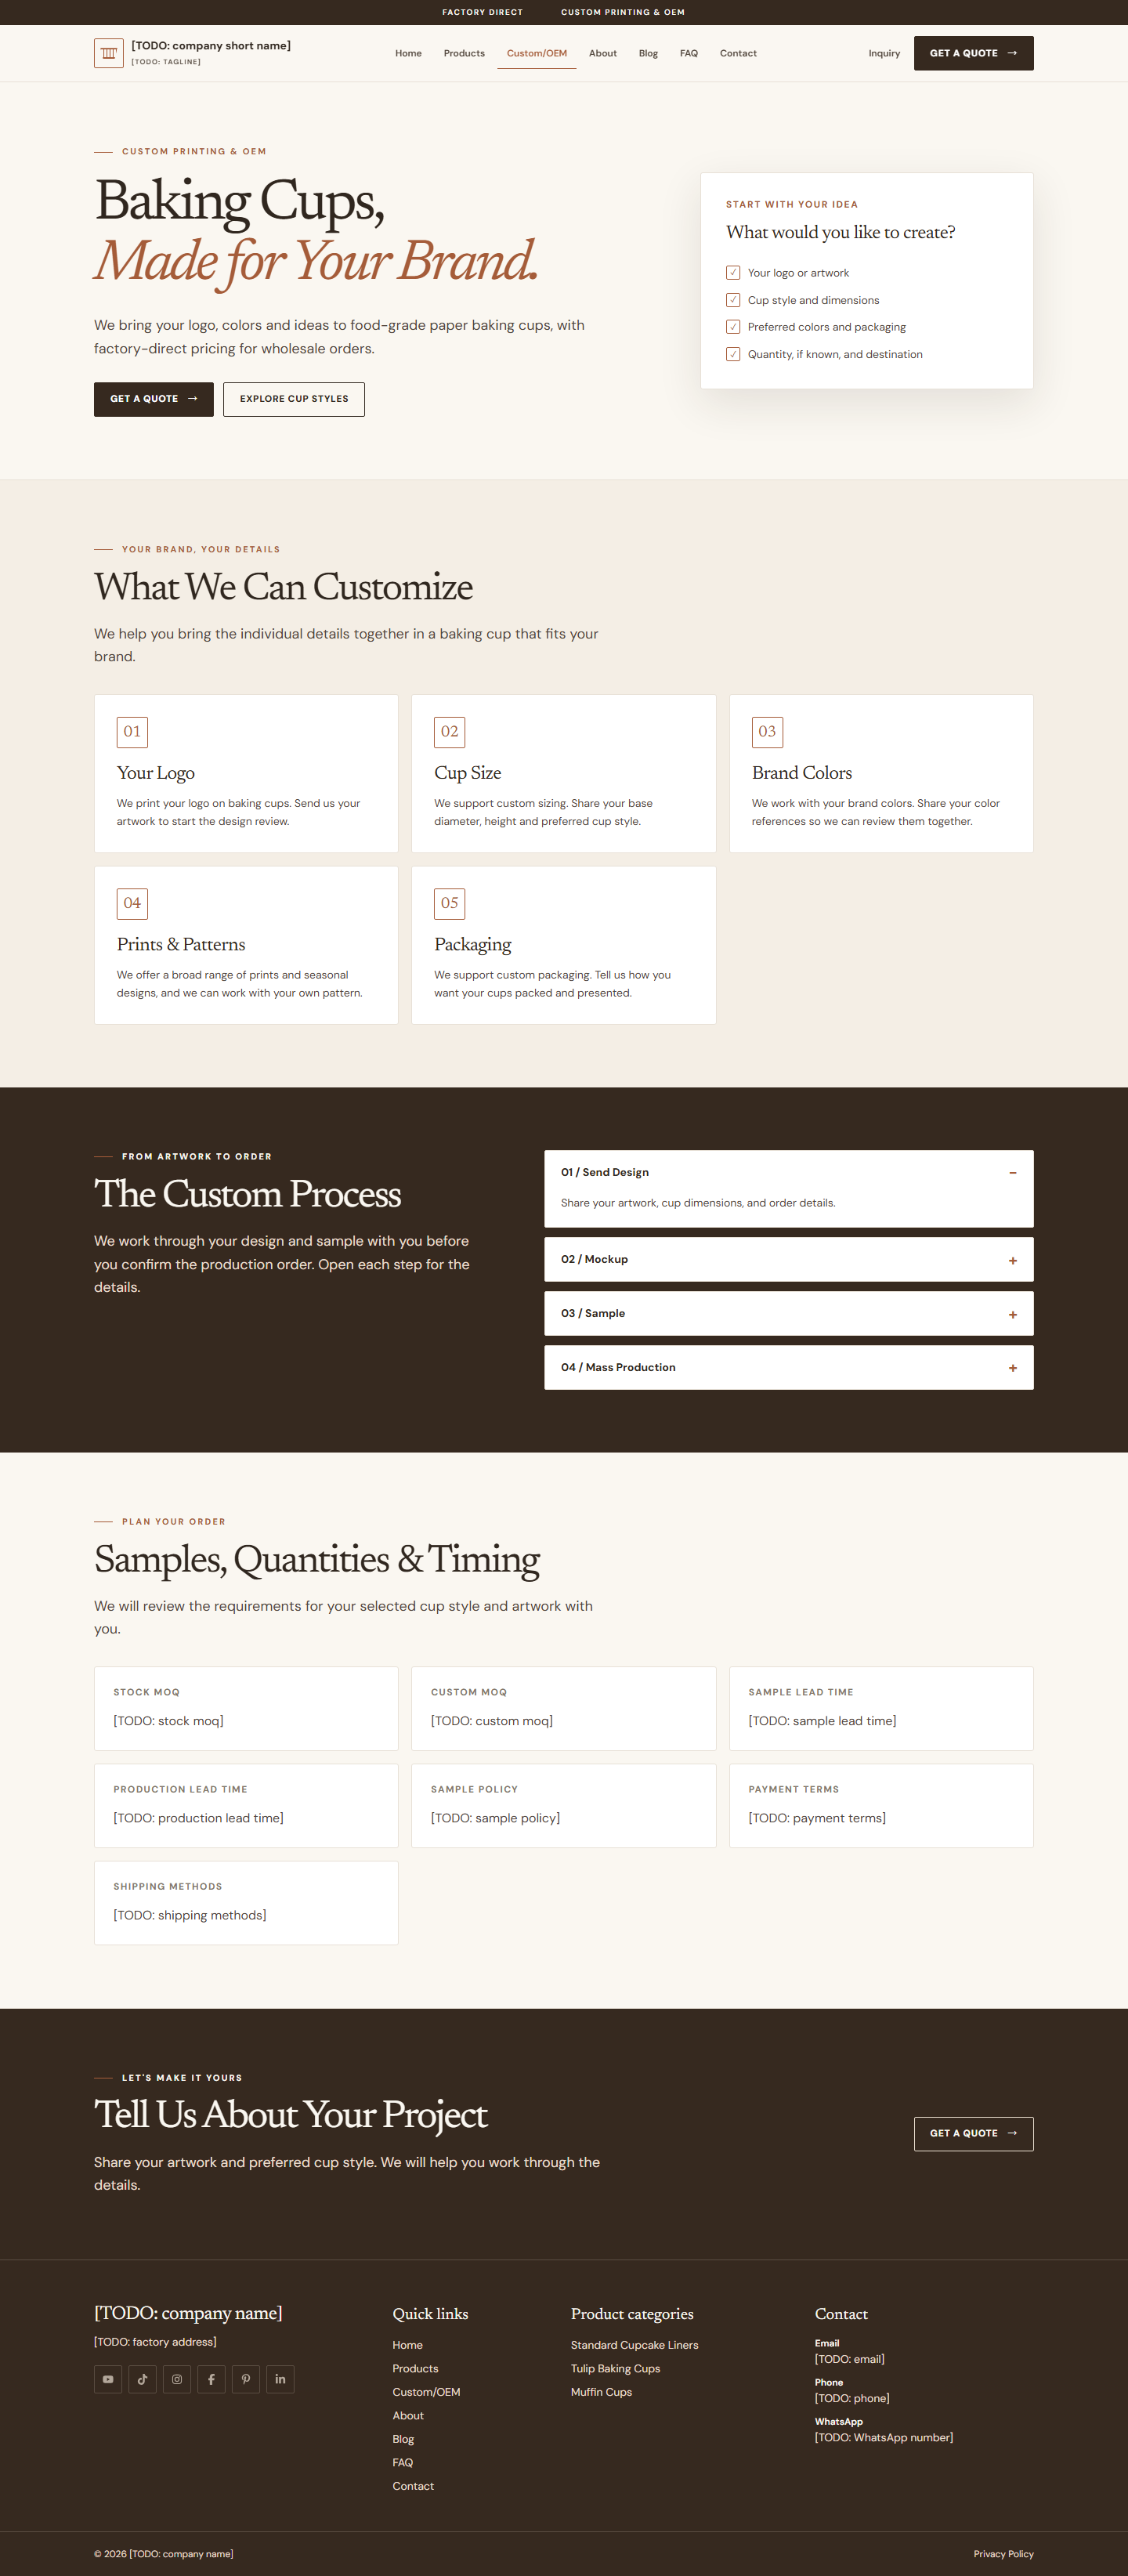 FACTORY DIRECT CUSTOM PRINTING & OEM
[TODO: company short name]
[TODO: TAGLINE]
Home Products Custom/OEM About Blog FAQ Contact
Inquiry GET A QUOTE →
CUSTOM PRINTING & OEM
Baking Cups,
Made for Your Brand.
We bring your logo, colors and ideas to food-grade paper baking cups, with
factory-direct pricing for wholesale orders.
GET A QUOTE → EXPLORE CUP STYLES
START WITH YOUR IDEA
What would you like to create?
✓ Your logo or artwork
✓ Cup style and dimensions
✓ Preferred colors and packaging
✓ Quantity, if known, and destination
YOUR BRAND, YOUR DETAILS
What We Can Customize
We help you bring the individual details together in a baking cup that fits your
brand.
01
Your Logo
We print your logo on baking cups. Send us your
artwork to start the design review.
02
Cup Size
We support custom sizing. Share your base
diameter, height and preferred cup style.
03
Brand Colors
We work with your brand colors. Share your color
references so we can review them together.
04
Prints & Patterns
We offer a broad range of prints and seasonal
designs, and we can work with your own pattern.
05
Packaging
We support custom packaging. Tell us how you
want your cups packed and presented.
FROM ARTWORK TO ORDER
The Custom Process
We work through your design and sample with you before
you confirm the production order. Open each step for the
details.
01 / Send Design −
Share your artwork, cup dimensions, and order details.
02 / Mockup +
03 / Sample +
04 / Mass Production +
PLAN YOUR ORDER
Samples, Quantities & Timing
We will review the requirements for your selected cup style and artwork with
you.
STOCK MOQ
[TODO: stock moq]
CUSTOM MOQ
[TODO: custom moq]
SAMPLE LEAD TIME
[TODO: sample lead time]
PRODUCTION LEAD TIME
[TODO: production lead time]
SAMPLE POLICY
[TODO: sample policy]
PAYMENT TERMS
[TODO: payment terms]
SHIPPING METHODS
[TODO: shipping methods]
LET'S MAKE IT YOURS
Tell Us About Your Project
Share your artwork and preferred cup style. We will help you work through the
details.
GET A QUOTE →
[TODO: company name]
[TODO: factory address]
Quick links
Home
Products
Custom/OEM
About
Blog
FAQ
Contact
Product categories
Standard Cupcake Liners
Tulip Baking Cups
Muffin Cups
Contact
Email
[TODO: email]
Phone
[TODO: phone]
WhatsApp
[TODO: WhatsApp number]
© 2026 [TODO: company name]
Privacy Policy